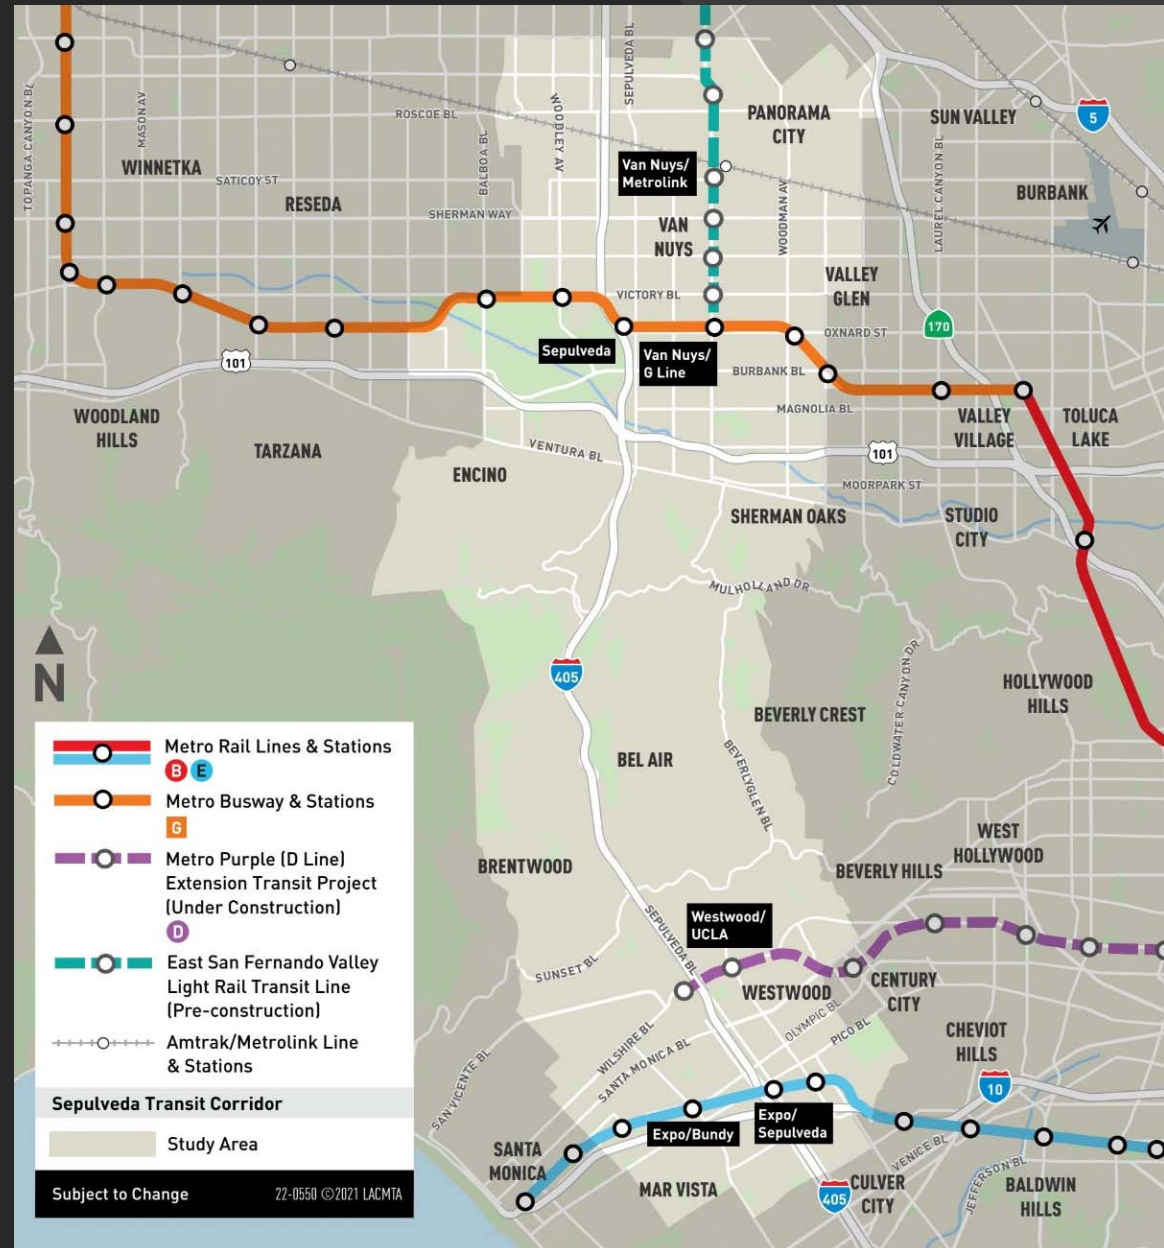 SEPULVEDA BL
TOPANGA CANYON BL
MASON AV
ROSCOE BL
WOODLEY AV
PANORAMA
CITY
SUN VALLEY
5
WINNETKA
SATICOY ST
RESEDA
BALBOA BL
SHERMAN WAY
Van Nuys/
Metrolink
VAN
NUYS
WOODMAN AV
LAUREL CANYON BL
BURBANK
VALLEY
GLEN
VICTORY BL
OXNARD ST
170
101
Sepulveda
Van Nuys/
G Line
BURBANK BL
MAGNOLIA BL
WOODLAND
HILLS
TARZANA
VENTURA BL
ENCINO
VALLEY
VILLAGE
TOLUCA
LAKE
101
MOORPARK ST
SHERMAN OAKS
STUDIO
CITY
MULHOLLAND DR
N
405
COLDWATER CANYON DR
HOLLYWOOD
HILLS
BEVERLY CREST
BEL AIR
BEVERLYGLEN BL
WEST
HOLLYWOOD
BRENTWOOD
BEVERLY HILLS
SEPULVEDA BL
Westwood/
UCLA
SUNSET BL
WESTWOOD
CENTURY
CITY
OLYMPIC BL
PICO BL
WILSHIRE BL
SANTA MONICA BL
CHEVIOT
HILLS
SAN VICENTE BL
10
Expo/Bundy
Expo/
Sepulveda
SANTA
MONICA
VENICE BL
JEFFERSON BL
MAR VISTA
405
CULVER
CITY
BALDWIN
HILLS
Metro Rail Lines & Stations
B E
Metro Busway & Stations
G
Metro Purple (D Line)
Extension Transit Project
(Under Construction)
D
East San Fernando Valley
Light Rail Transit Line
(Pre-construction)
Amtrak/Metrolink Line
& Stations
Sepulveda Transit Corridor
Study Area
Subject to Change
22-0550 ©2021 LACMTA